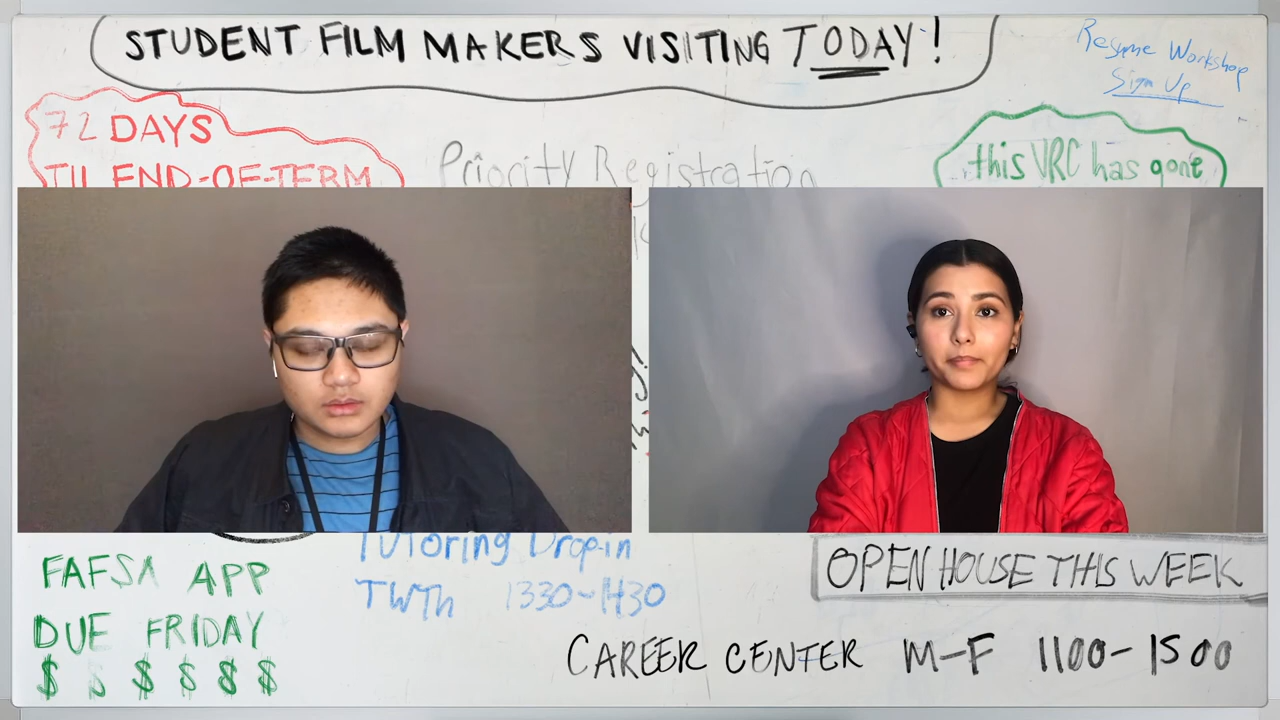 STUDENT FILM MAKERS VISITING TODAY!
Resume Workshop
Sign Up
72 DAYS
TIL END-OF-TERM
Priority Registration
this VRC has gone
Tutoring Drop-in
TWTh 1330-1430
FAFSA APP
DUE FRIDAY
$ $ $ $ $ $
OPEN HOUSE THIS WEEK
CAREER CENTER M-F 1100-1500